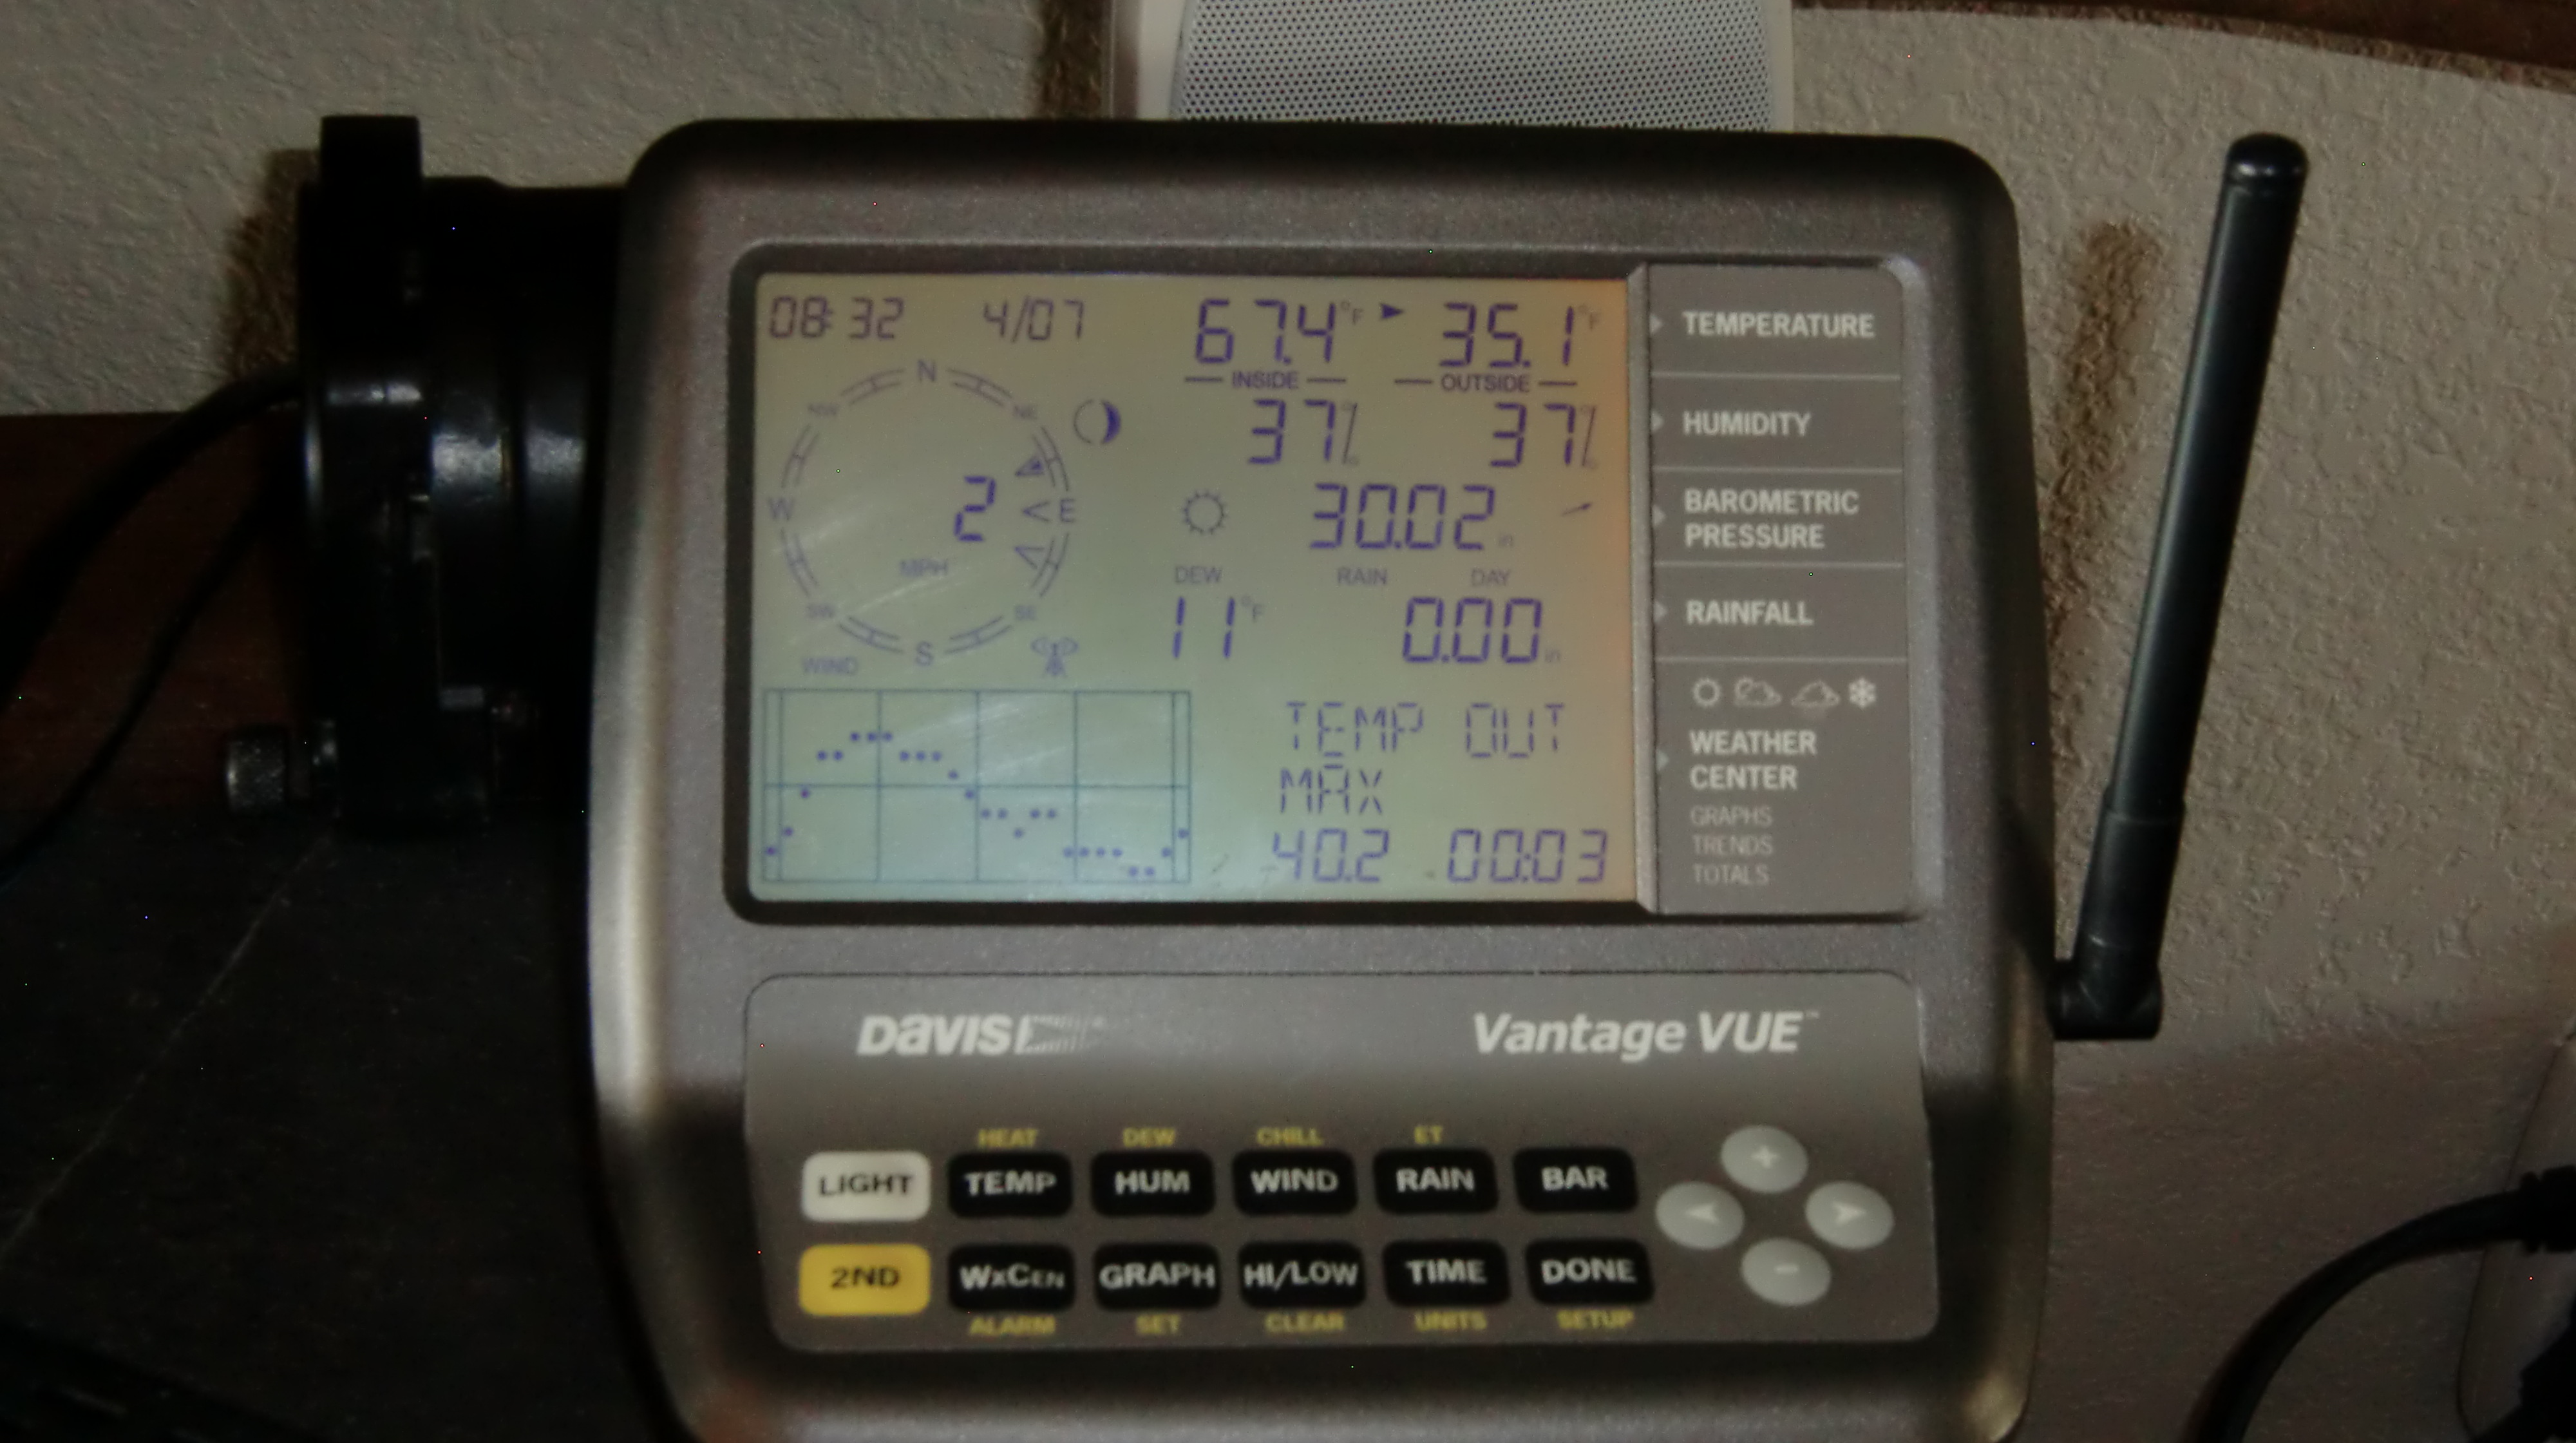 08:32 4/07 67.4°F 35.1°F
INSIDE OUTSIDE
N
NW NE
37% 37%
W 2 E
30.02 in
MPH
DEW RAIN DAY
11°F 0.00 in
SW SE
S
WIND
TEMP OUT
MAX
40.2 00:03
TEMPERATURE
HUMIDITY
BAROMETRIC
PRESSURE
RAINFALL
WEATHER
CENTER
GRAPHS
TRENDS
TOTALS
DAVIS Vantage VUE™
HEAT DEW CHILL ET
LIGHT TEMP HUM WIND RAIN BAR +
2ND WxCEN GRAPH HI/LOW TIME DONE -
ALARM SET CLEAR UNITS SETUP